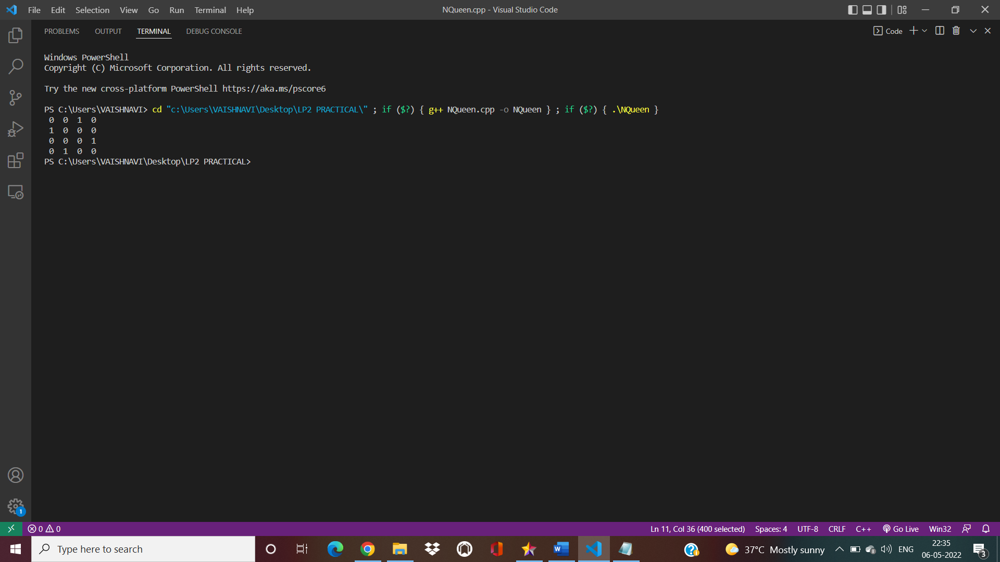 File Edit Selection View Go Run Terminal Help
NQueen.cpp - Visual Studio Code
PROBLEMS OUTPUT TERMINAL DEBUG CONSOLE
Code
Windows PowerShell
Copyright (C) Microsoft Corporation. All rights reserved.
Try the new cross-platform PowerShell https://aka.ms/pscore6
PS C:\Users\VAISHNAVI> cd "c:\Users\VAISHNAVI\Desktop\LP2 PRACTICAL\" ; if ($?) { g++ NQueen.cpp -o NQueen } ; if ($?) { .\NQueen }
0 0 1 0
1 0 0 0
0 0 0 1
0 1 0 0
PS C:\Users\VAISHNAVI\Desktop\LP2 PRACTICAL>
1
0 0
Ln 11, Col 36 (400 selected) Spaces: 4 UTF-8 CRLF C++ Go Live Win32
Type here to search
37°C Mostly sunny
ENG
22:35
06-05-2022
3